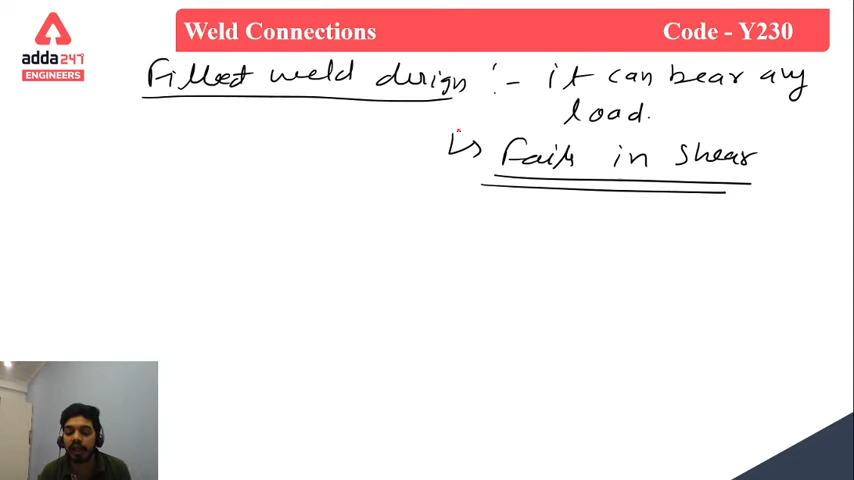 Weld Connections Code - Y230
adda247
ENGINEERS
Fillet weld design :- it can bear any
load.
↳ Fails in shear